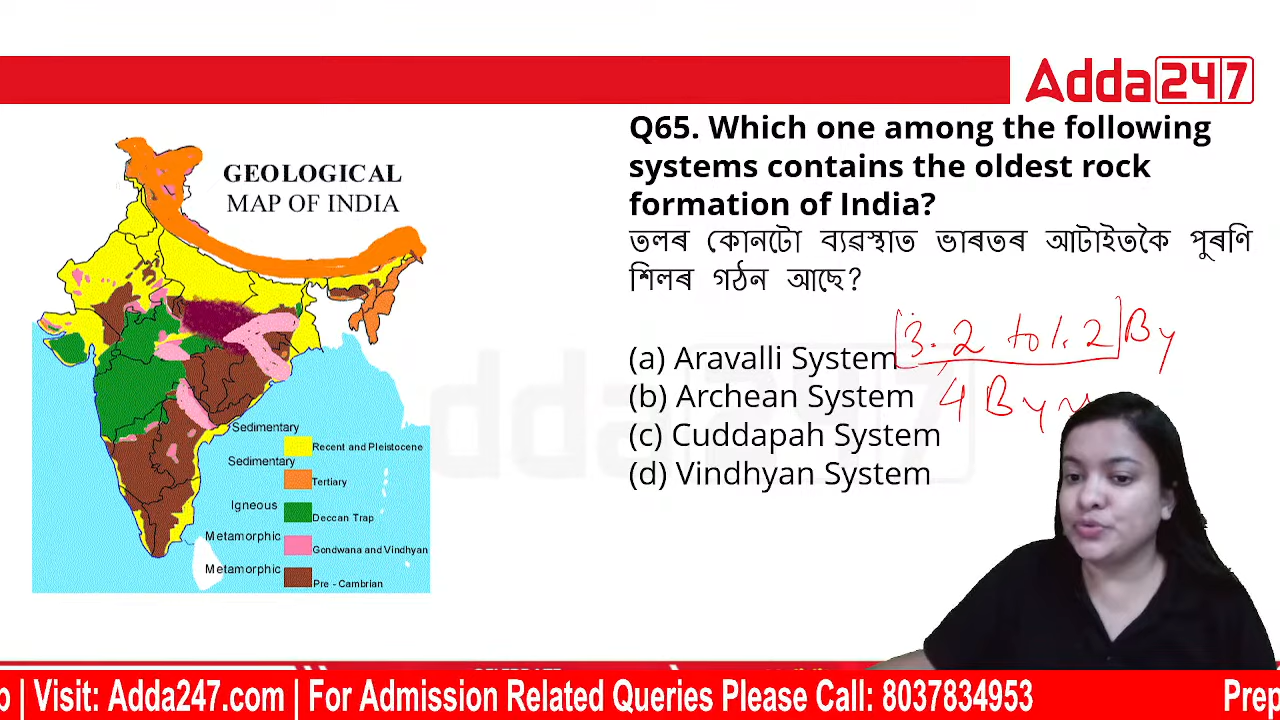 Adda247
GEOLOGICAL
MAP OF INDIA
Sedimentary
Recent and Pleistocene
Sedimentary
Tertiary
Igneous
Deccan Trap
Metamorphic
Gondwana and Vindhyan
Metamorphic
Pre - Cambrian
Q65. Which one among the following
systems contains the oldest rock
formation of India?
তলৰ কোনটো ব্যৱস্থাত ভাৰতৰ আটাইতকৈ পুৰণি
শিলৰ গঠন আছে?
(a) Aravalli System
(b) Archean System
(c) Cuddapah System
(d) Vindhyan System
3.2 to 1.2 By
4 By
adda247
| Visit: Adda247.com | For Admission Related Queries Please Call: 8037834953